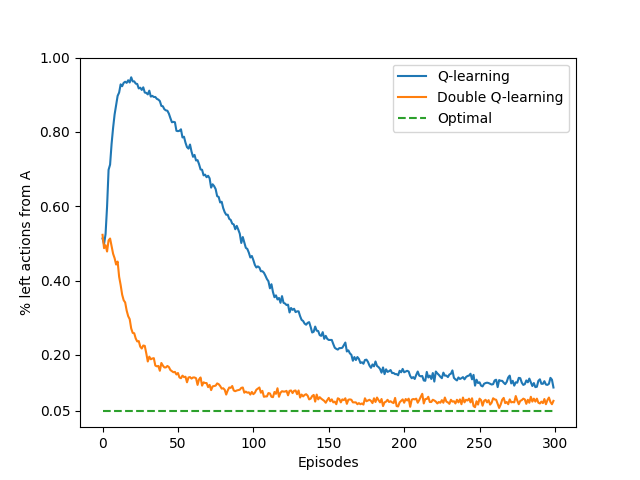 1.00
0.80
0.60
0.40
0.20
0.05
% left actions from A
Q-learning
Double Q-learning
Optimal
0 50 100 150 200 250 300
Episodes